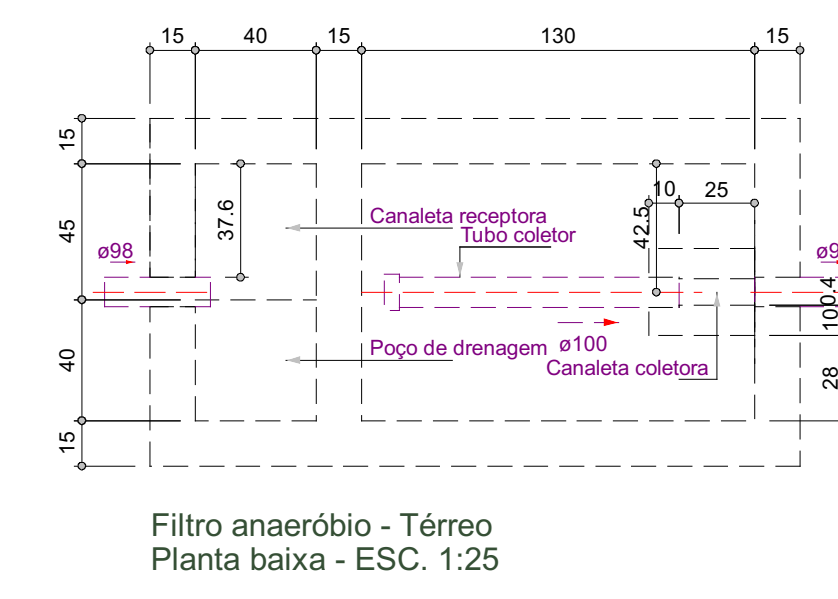 15 40 15 130 15
15
45
37.6
ø98
Canaleta receptora
Tubo coletor
42.5
10 25
40
Poço de drenagem
ø100
Canaleta coletora
28
15
Filtro anaeróbio - Térreo
Planta baixa - ESC. 1:25